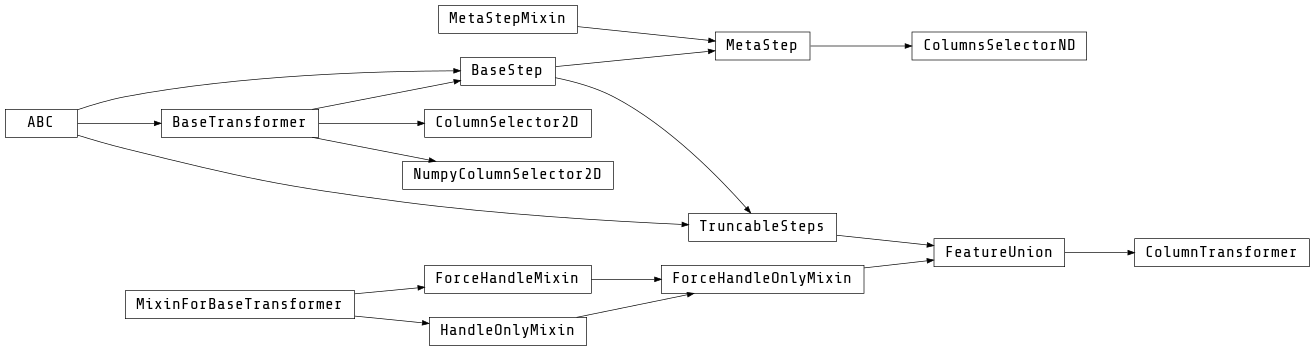 MetaStepMixin
MetaStep
ColumnsSelectorND
BaseStep
ABC
BaseTransformer
ColumnSelector2D
NumpyColumnSelector2D
TruncableSteps
FeatureUnion
ColumnTransformer
ForceHandleMixin
ForceHandleOnlyMixin
MixinForBaseTransformer
HandleOnlyMixin